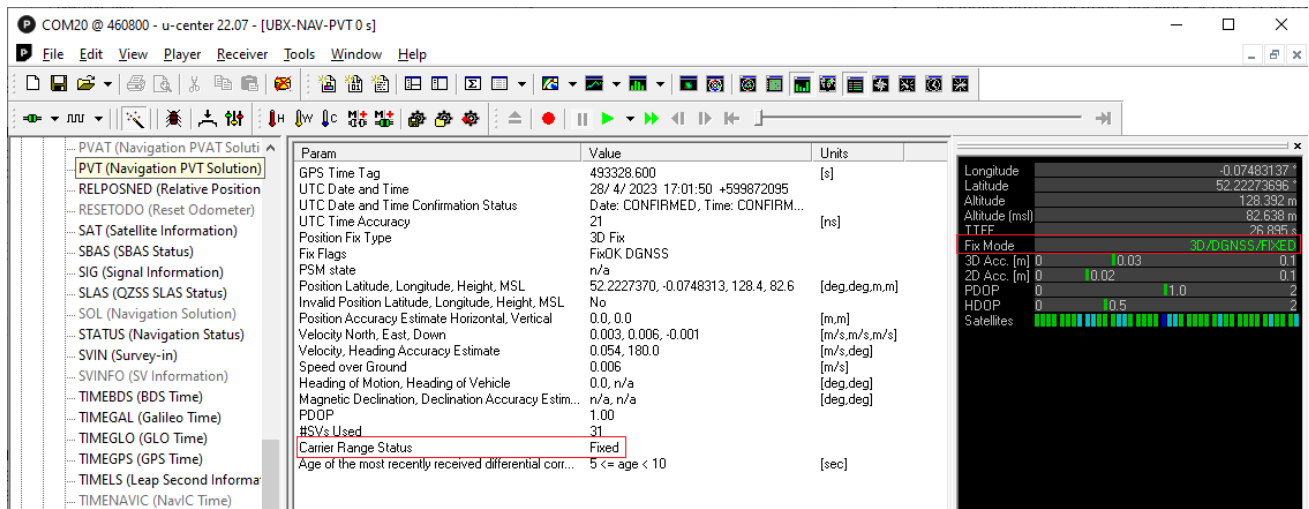 COM20 @ 460800 - u-center 22.07 - [UBX-NAV-PVT 0 s]
File Edit View Player Receiver Tools Window Help
PVAT (Navigation PVAT Soluti
PVT (Navigation PVT Solution)
RELPOSNED (Relative Position
RESETODO (Reset Odometer)
SAT (Satellite Information)
SBAS (SBAS Status)
SIG (Signal Information)
SLAS (QZSS SLAS Status)
SOL (Navigation Solution)
STATUS (Navigation Status)
SVIN (Survey-in)
SVINFO (SV Information)
TIMEBDS (BDS Time)
TIMEGAL (Galileo Time)
TIMEGLO (GLO Time)
TIMEGPS (GPS Time)
TIMELS (Leap Second Informa
TIMENAVIC (NavIC Time)
Param Value Units
GPS Time Tag 493328.600 [s]
UTC Date and Time 28/ 4/ 2023 17:01:50 +599872095
UTC Date and Time Confirmation Status Date: CONFIRMED, Time: CONFIRM...
UTC Time Accuracy 21 [ns]
Position Fix Type 3D Fix
Fix Flags FixOK DGNSS
PSM state n/a
Position Latitude, Longitude, Height, MSL 52.2227370, -0.0748313, 128.4, 82.6 [deg,deg,m,m]
Invalid Position Latitude, Longitude, Height, MSL No
Position Accuracy Estimate Horizontal, Vertical 0.0, 0.0 [m,m]
Velocity North, East, Down 0.003, 0.006, -0.001 [m/s,m/s,m/s]
Velocity, Heading Accuracy Estimate 0.054, 180.0 [m/s,deg]
Speed over Ground 0.006 [m/s]
Heading of Motion, Heading of Vehicle 0.0, n/a [deg,deg]
Magnetic Declination, Declination Accuracy Estim... n/a, n/a [deg,deg]
PDOP 1.00
#SVs Used 31
Carrier Range Status Fixed
Age of the most recently received differential corr... 5 <= age < 10 [sec]
Longitude -0.07483137 °
Latitude 52.22273696 °
Altitude 128.392 m
Altitude (msl) 82.638 m
TTFF 26.895 s
Fix Mode 3D/DGNSS/FIXED
3D Acc. [m] 0 0.03 0.1
2D Acc. [m] 0 0.02 0.1
PDOP 0 1.0 2
HDOP 0 0.5 2
Satellites